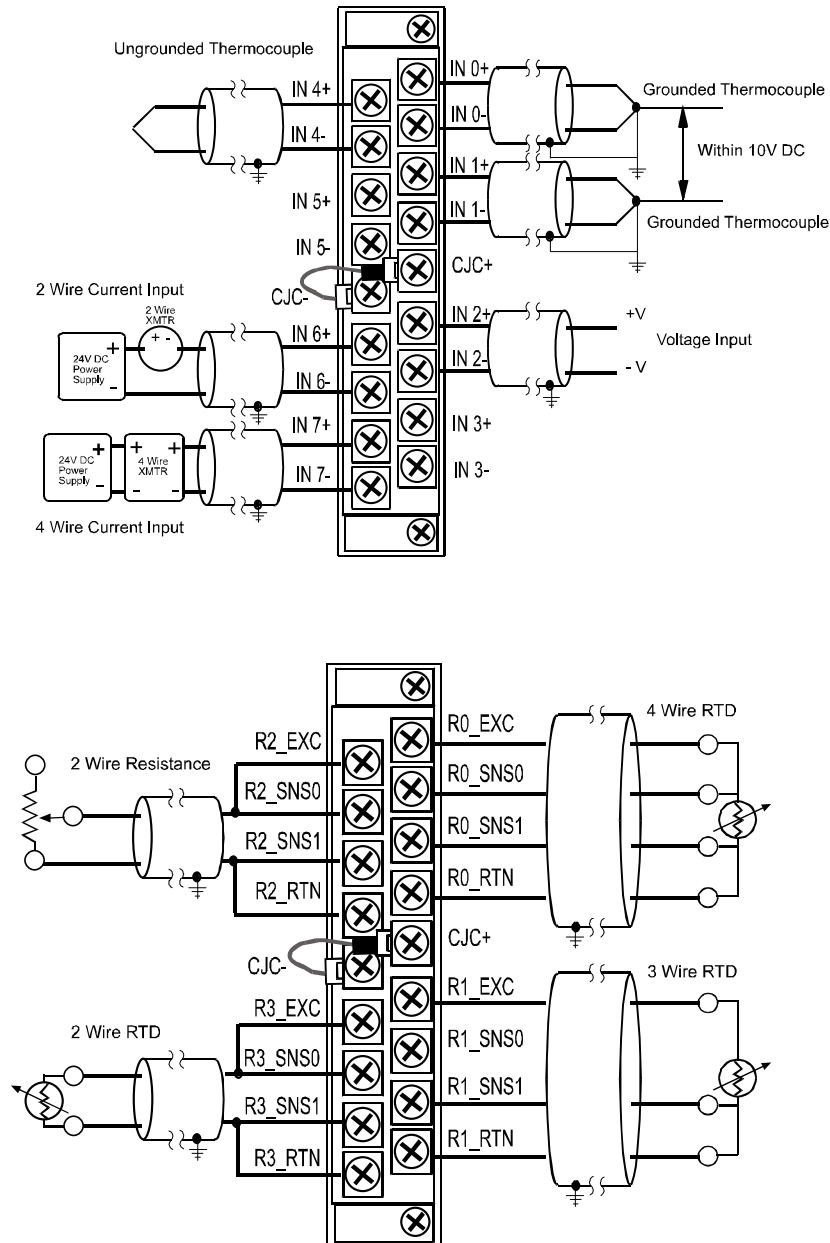 Ungrounded Thermocouple
IN 4+
IN 4-
IN 5+
IN 5-
CJC-
IN 0+
IN 0-
IN 1+
IN 1-
CJC+
Grounded Thermocouple
Within 10V DC
Grounded Thermocouple
2 Wire Current Input
2 Wire
XMTR
+ -
24V DC
Power
Supply
+
-
IN 6+
IN 6-
IN 7+
IN 7-
24V DC
Power
Supply
+
-
4 Wire
XMTR
+ +
- -
4 Wire Current Input
IN 2+
IN 2-
IN 3+
IN 3-
+V
Voltage Input
- V
2 Wire Resistance
R2_EXC
R2_SNS0
R2_SNS1
R2_RTN
CJC-
R0_EXC
R0_SNS0
R0_SNS1
R0_RTN
CJC+
4 Wire RTD
2 Wire RTD
R3_EXC
R3_SNS0
R3_SNS1
R3_RTN
R1_EXC
R1_SNS0
R1_SNS1
R1_RTN
3 Wire RTD